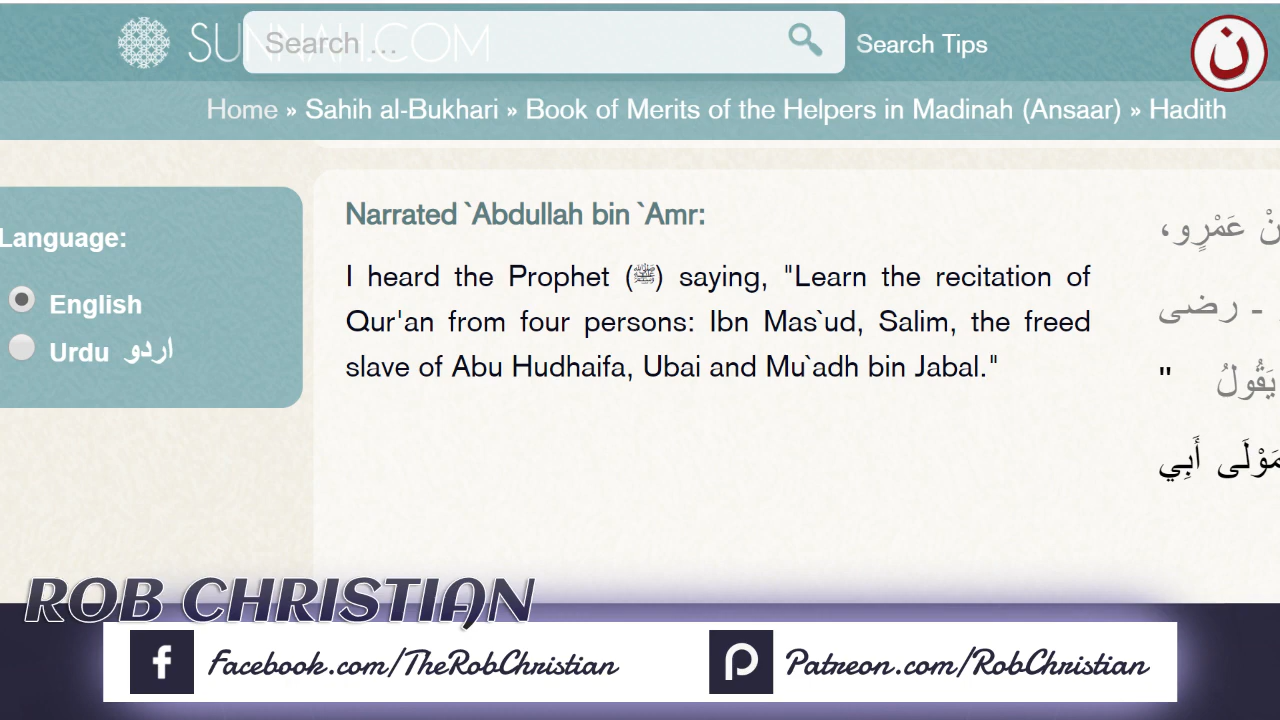 SUNNAH.COM
Search ...
Search Tips
ن
Home » Sahih al-Bukhari » Book of Merits of the Helpers in Madinah (Ansaar) » Hadith
Language:
English
Urdu اردو
Narrated `Abdullah bin `Amr:
I heard the Prophet (ﷺ) saying, "Learn the recitation of
Qur'an from four persons: Ibn Mas`ud, Salim, the freed
slave of Abu Hudhaifa, Ubai and Mu`adh bin Jabal."
عَمْرٍو،
- رضى
يَقُولُ ‏"
مَوْلَى أَبِي
ROB CHRISTIAN
Facebook.com/TheRobChristian
Patreon.com/RobChristian